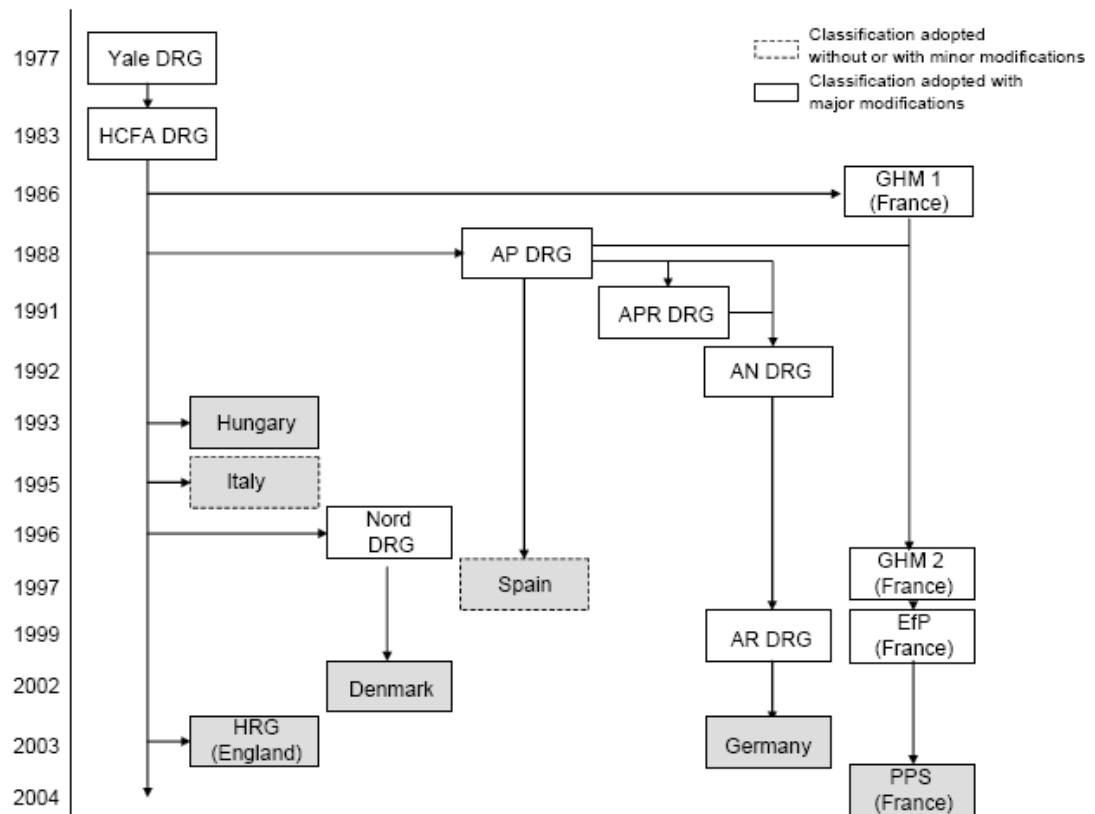 Classification adopted
without or with minor modifications
Classification adopted with
major modifications
1977
Yale DRG
1983
HCFA DRG
1986
GHM 1
(France)
1988
AP DRG
1991
APR DRG
1992
AN DRG
1993
Hungary
1995
Italy
1996
Nord
DRG
1997
Spain
GHM 2
(France)
1999
AR DRG
EfP
(France)
2002
Denmark
2003
HRG
(England)
Germany
2004
PPS
(France)